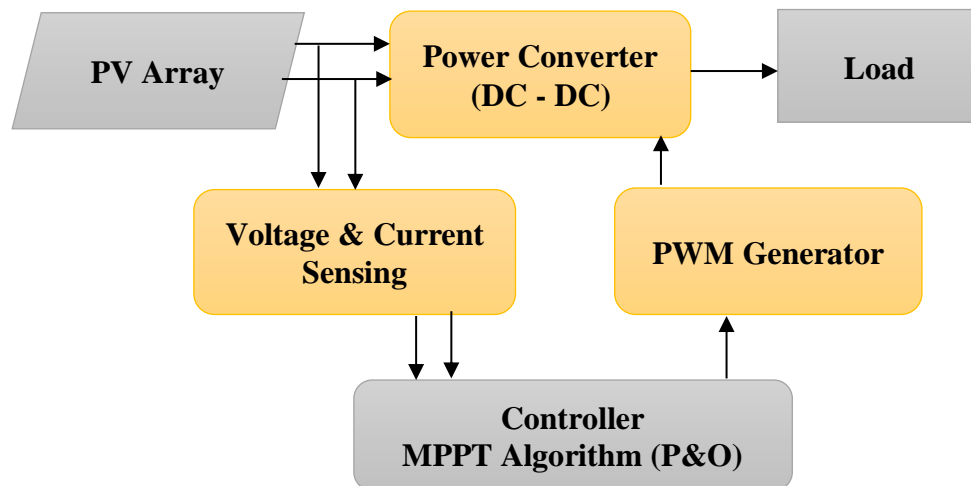 PV Array
Power Converter
(DC - DC)
Load
Voltage & Current
Sensing
PWM Generator
Controller
MPPT Algorithm (P&O)